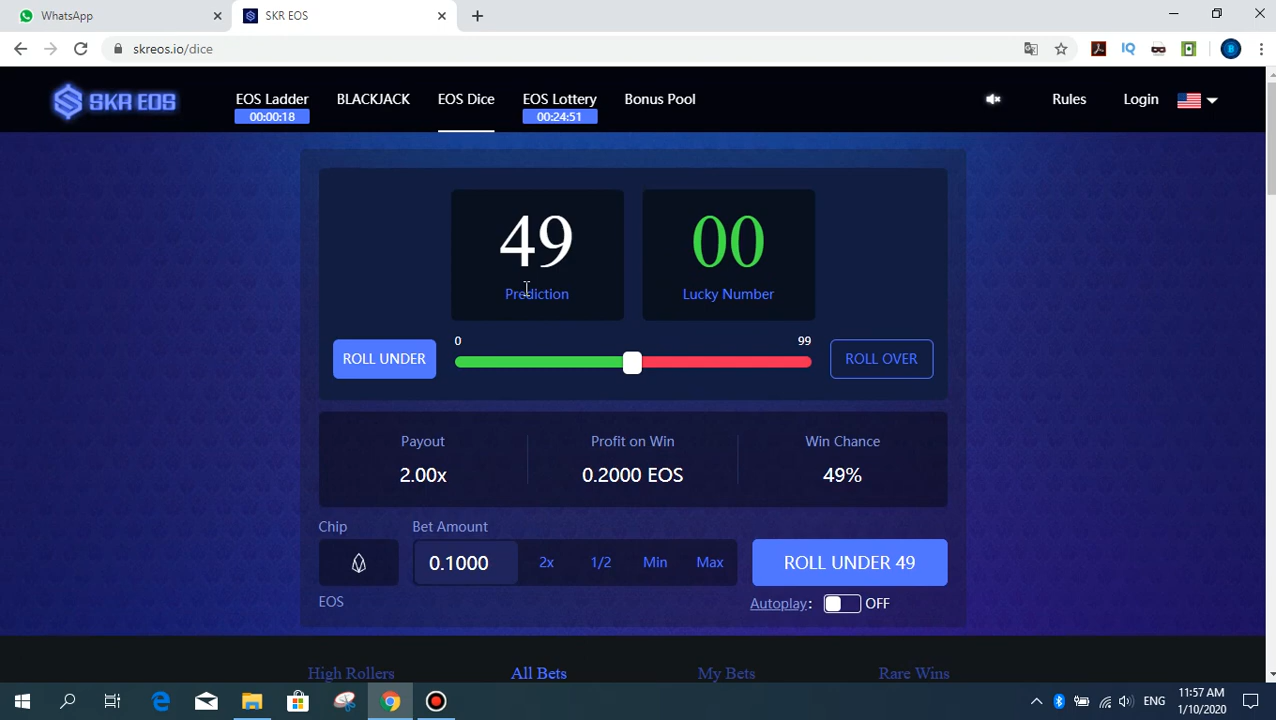 WhatsApp
SKR EOS
skreos.io/dice
SKR EOS
EOS Ladder
00:00:18
BLACKJACK
EOS Dice
EOS Lottery
00:24:51
Bonus Pool
Rules
Login
49
Prediction
00
Lucky Number
ROLL UNDER
0
99
ROLL OVER
Payout
2.00x
Profit on Win
0.2000 EOS
Win Chance
49%
Chip
EOS
Bet Amount
0.1000
2x
1/2
Min
Max
ROLL UNDER 49
Autoplay: OFF
High Rollers
All Bets
My Bets
Rare Wins
ENG
11:57 AM
1/10/2020